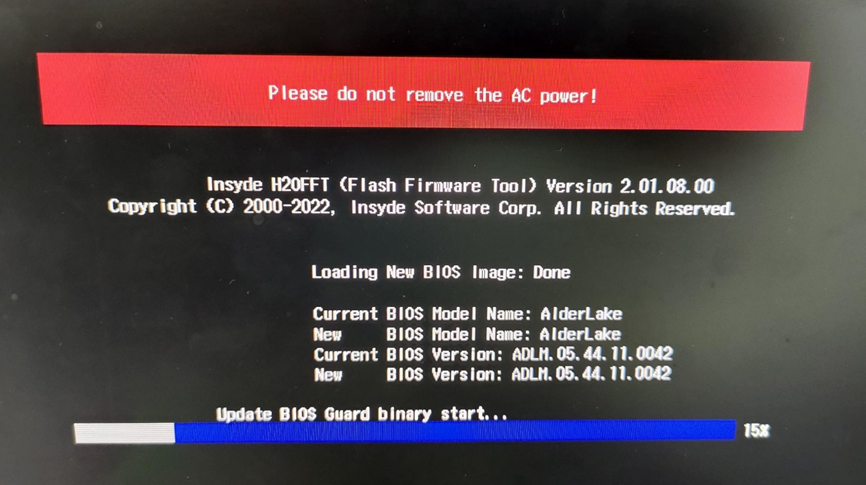 Please do not remove the AC power!
Insyde H2OFFT (Flash Firmware Tool) Version 2.01.08.00
Copyright (C) 2000-2022, Insyde Software Corp. All Rights Reserved.
Loading New BIOS Image: Done
Current BIOS Model Name: AlderLake
New BIOS Model Name: AlderLake
Current BIOS Version: ADLM.05.44.11.0042
New BIOS Version: ADLM.05.44.11.0042
Update BIOS Guard binary start...
15%